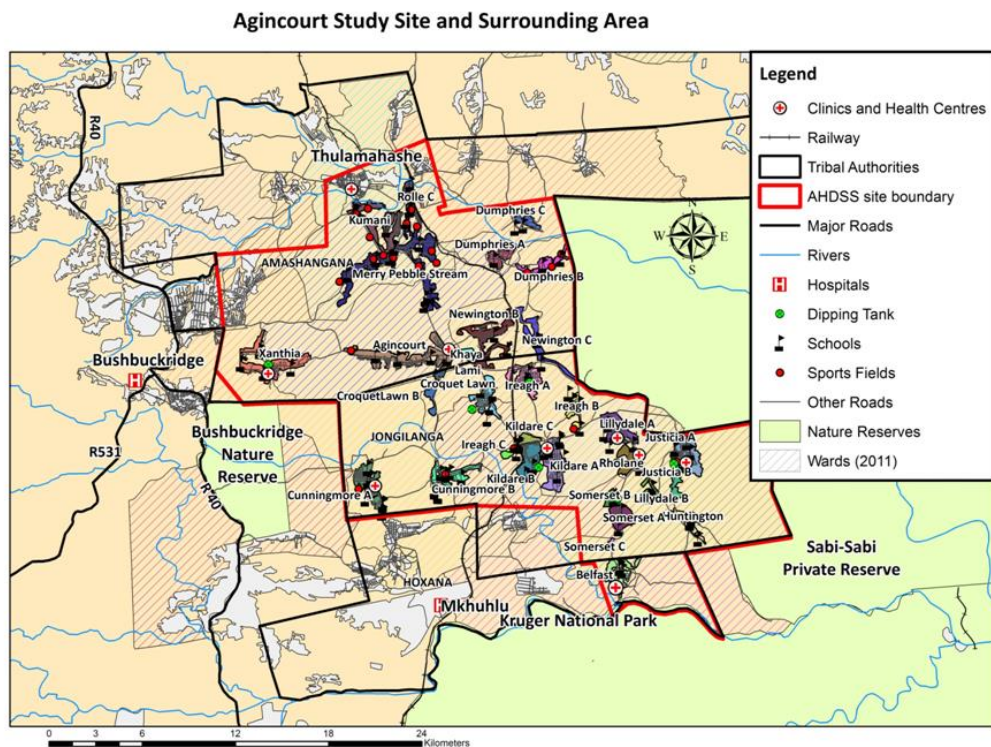 Agincourt Study Site and Surrounding Area
Legend
Clinics and Health Centres
Railway
Tribal Authorities
AHDSS site boundary
Major Roads
Rivers
Hospitals
Dipping Tank
Schools
Sports Fields
Other Roads
Nature Reserves
Wards (2011)
N
W E
S
R40
Thulamahashe
Rolle C
Kumani
Dumphries C
Dumphries A
AMASHANGANA
Merry Pebble Stream
Dumphries B
Newington B
Newington C
Xanthia
Agincourt
Khaya
Lami
Bushbuckridge
H
Croquet Lawn
Ireagh A
CroquetLawn B
Ireagh B
Kildare C
Lillydale A
Bushbuckridge
Nature
Reserve
JONGILANGA
Ireagh C
Justicia A
R531
Kildare A
Rholane
Justicia B
R40
Cunningmore A
Cunningmore B
Kildare B
Somerset B
Lillydale B
Somerset A
Huntington
Somerset C
Sabi-Sabi
Private Reserve
HOXANA
Belfast
Mkhuhlu
Kruger National Park
0 3 6 12 18 24
Kilometers